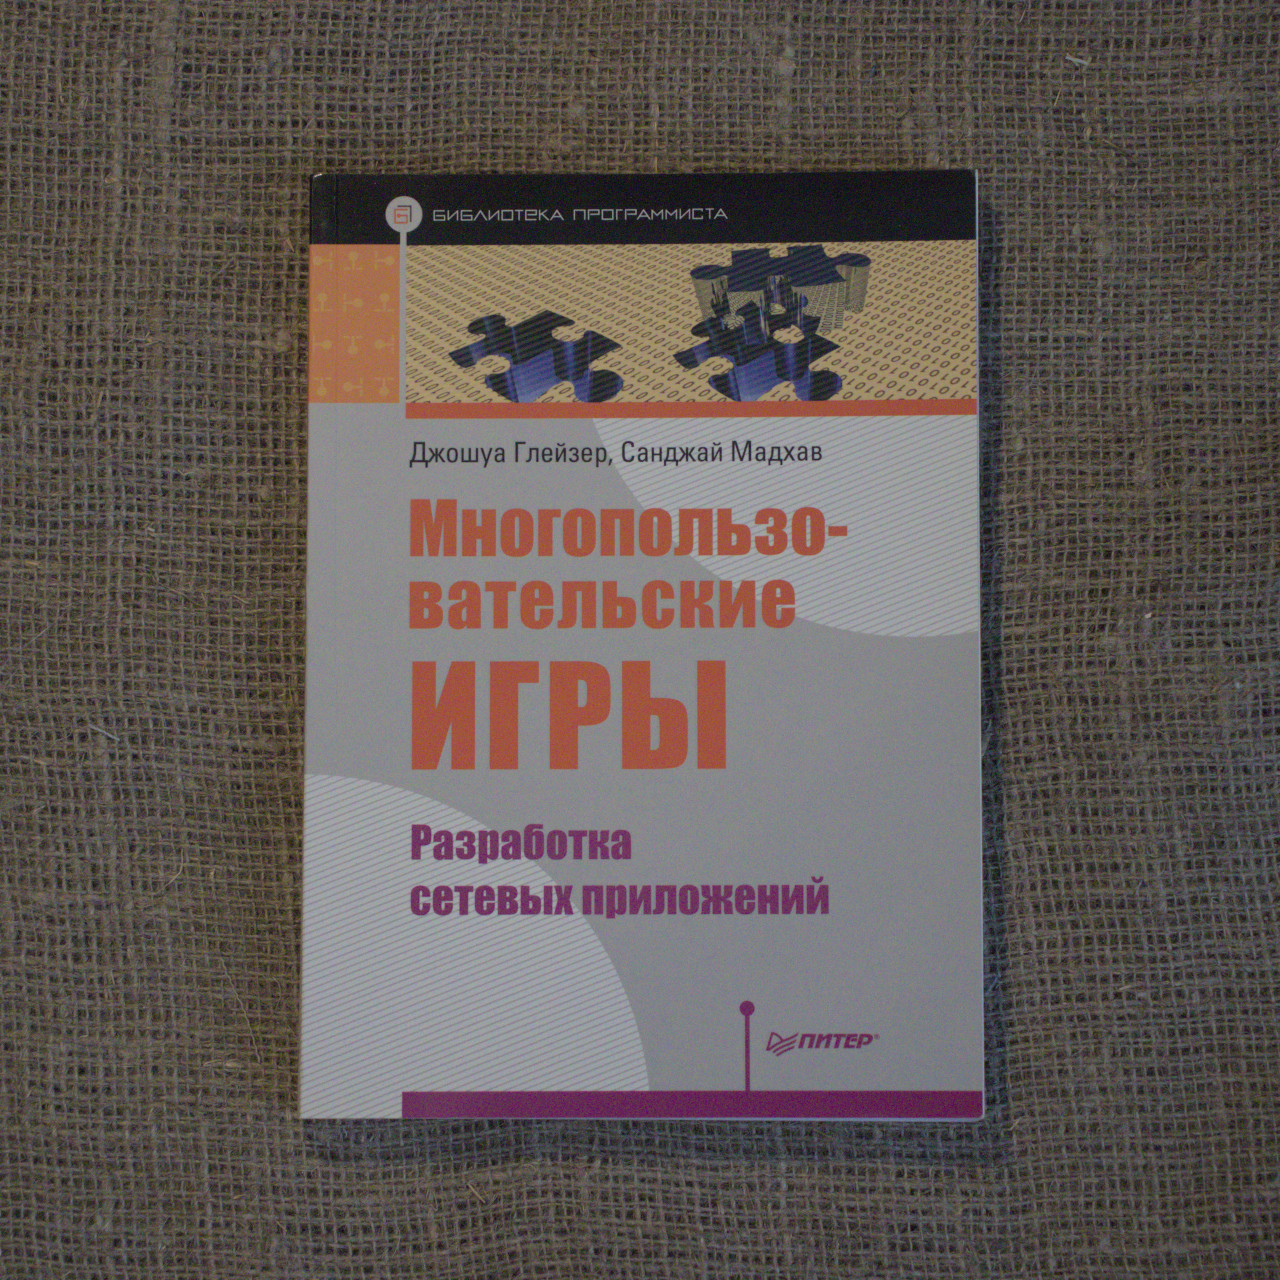 БИБЛИОТЕКА ПРОГРАММИСТА
Джошуа Глейзер, Санджай Мадхав
Многопользо-
вательские
ИГРЫ
Разработка
сетевых приложений
ПИТЕР®